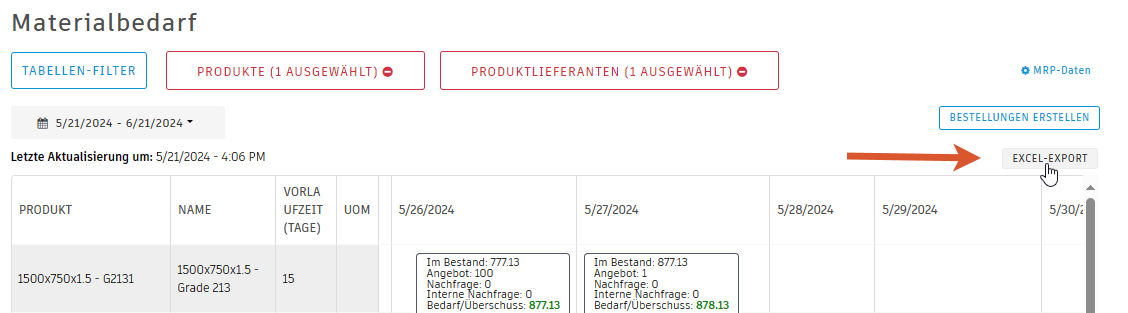 Materialbedarf
TABELLEN-FILTER
PRODUKTE (1 AUSGEWÄHLT)
PRODUKTLIEFERANTEN (1 AUSGEWÄHLT)
MRP-Daten
5/21/2024 - 6/21/2024
BESTELLUNGEN ERSTELLEN
Letzte Aktualisierung um: 5/21/2024 - 4:06 PM
EXCEL-EXPORT
PRODUKT
NAME
VORLA
UFZEIT
(TAGE)
UOM
5/26/2024
5/27/2024
5/28/2024
5/29/2024
5/30/2
1500x750x1.5 - G2131
1500x750x1.5 -
Grade 213
15
Im Bestand: 777.13
Angebot: 100
Nachfrage: 0
Interne Nachfrage: 0
Bedarf/Überschuss: 877.13
Im Bestand: 877.13
Angebot: 1
Nachfrage: 0
Interne Nachfrage: 0
Bedarf/Überschuss: 878.13